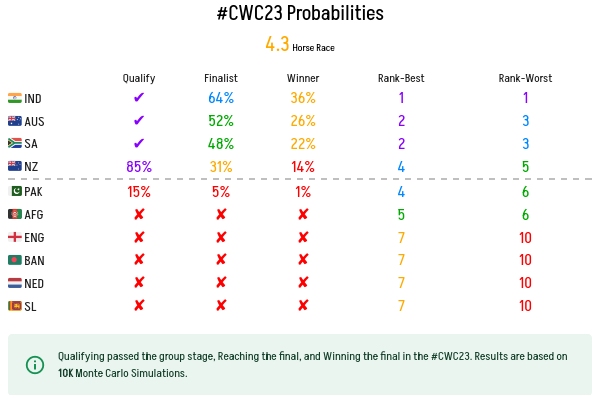 #CWC23 Probabilities
4.3 Horse Race
Qualify Finalist Winner Rank-Best Rank-Worst
IND ✔ 64% 36% 1 1
AUS ✔ 52% 26% 2 3
SA ✔ 48% 22% 2 3
NZ 85% 31% 14% 4 5
PAK 15% 5% 1% 4 6
AFG ✘ ✘ ✘ 5 6
ENG ✘ ✘ ✘ 7 10
BAN ✘ ✘ ✘ 7 10
NED ✘ ✘ ✘ 7 10
SL ✘ ✘ ✘ 7 10
Qualifying passed the group stage, Reaching the final, and Winning the final in the #CWC23. Results are based on
10K Monte Carlo Simulations.